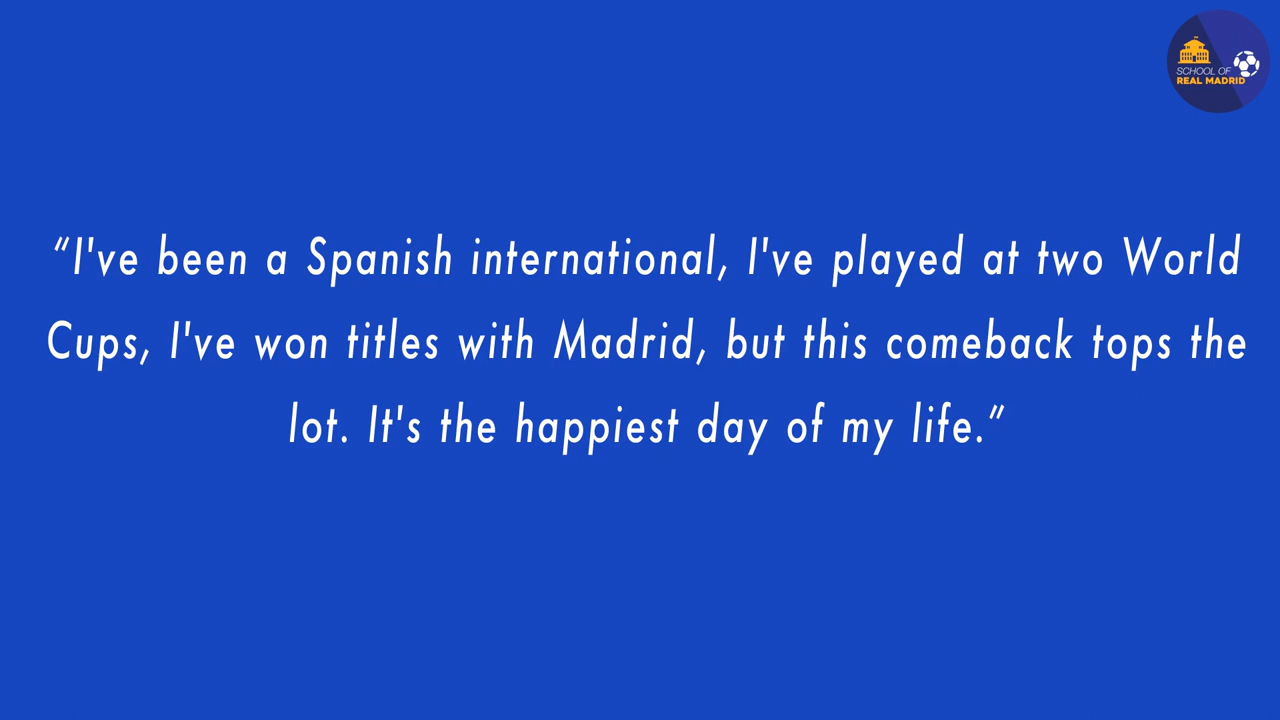 SCHOOL OF
REAL MADRID
“I've been a Spanish international, I've played at two World
Cups, I've won titles with Madrid, but this comeback tops the
lot. It's the happiest day of my life.”